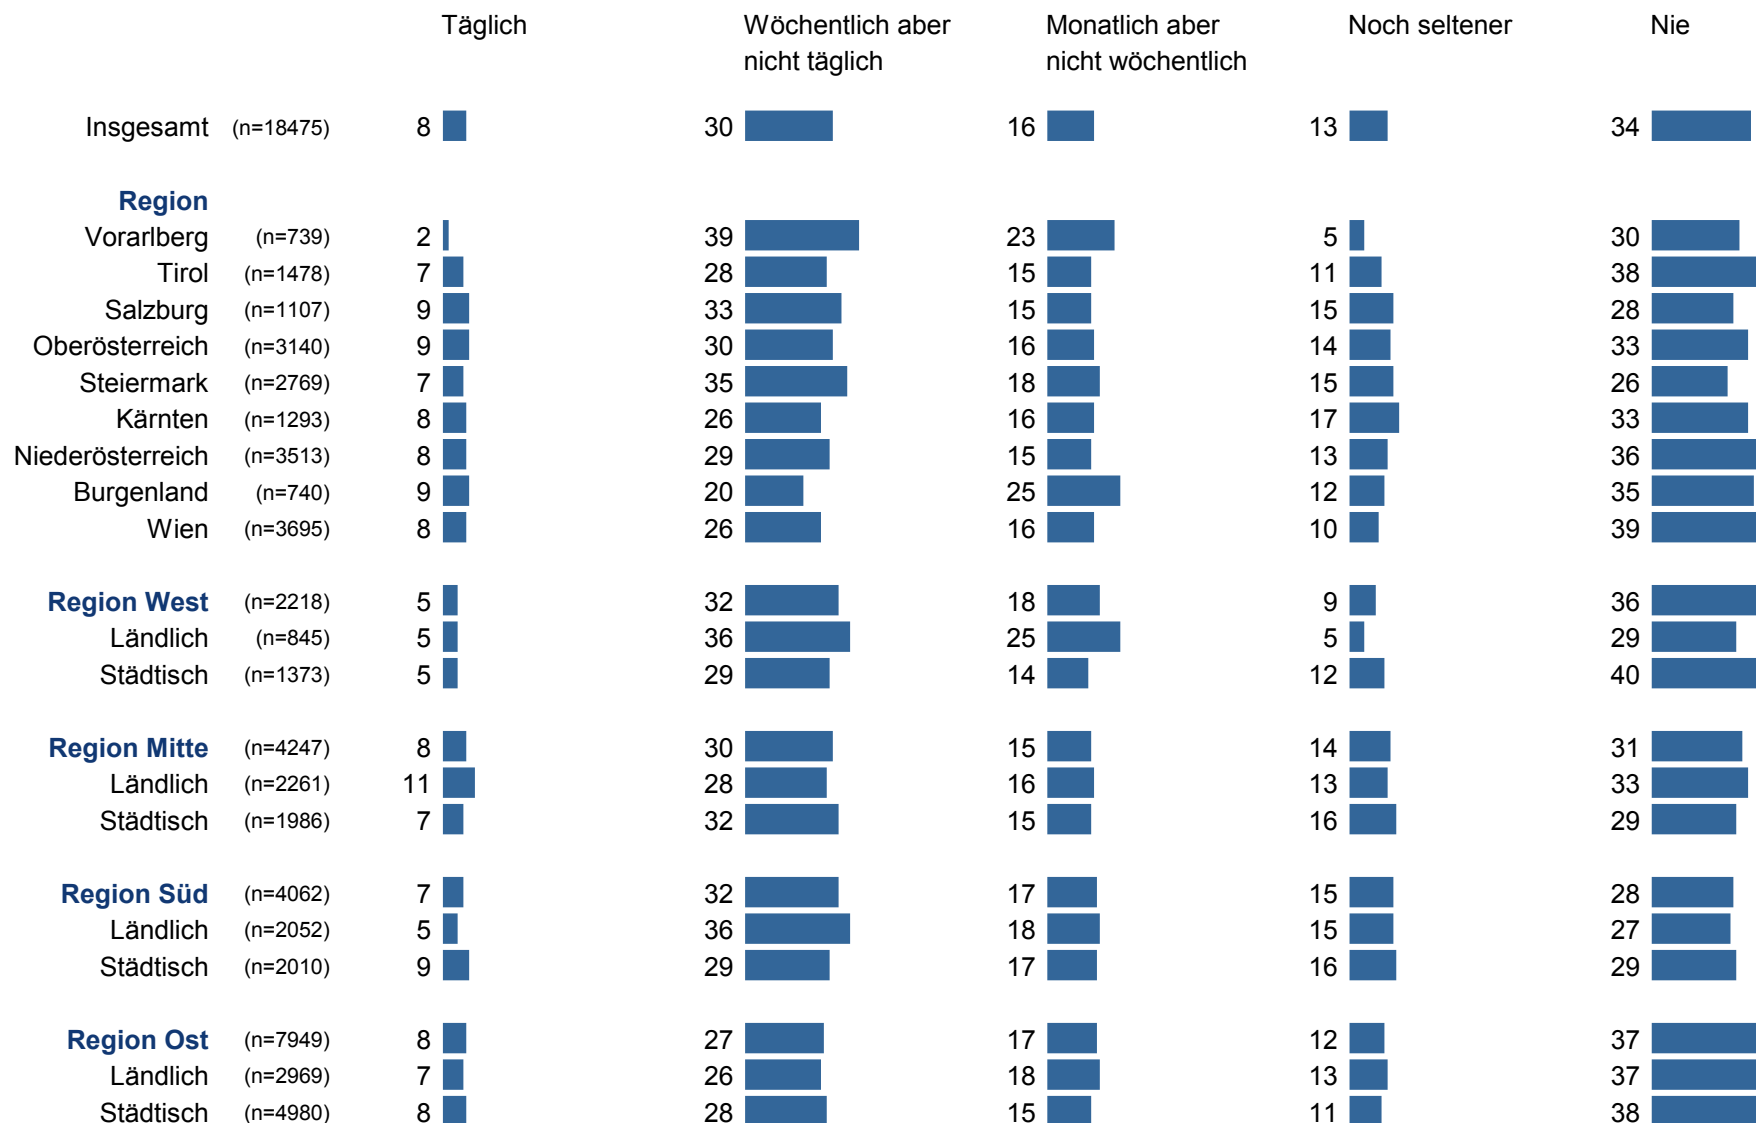 Täglich Wöchentlich aber Monatlich aber Noch seltener Nie
nicht täglich nicht wöchentlich
Insgesamt (n=18475) 8 30 16 13 34
Region
Vorarlberg (n=739) 2 39 23 5 30
Tirol (n=1478) 7 28 15 11 38
Salzburg (n=1107) 9 33 15 15 28
Oberösterreich (n=3140) 9 30 16 14 33
Steiermark (n=2769) 7 35 18 15 26
Kärnten (n=1293) 8 26 16 17 33
Niederösterreich (n=3513) 8 29 15 13 36
Burgenland (n=740) 9 20 25 12 35
Wien (n=3695) 8 26 16 10 39
Region West (n=2218) 5 32 18 9 36
Ländlich (n=845) 5 36 25 5 29
Städtisch (n=1373) 5 29 14 12 40
Region Mitte (n=4247) 8 30 15 14 31
Ländlich (n=2261) 11 28 16 13 33
Städtisch (n=1986) 7 32 15 16 29
Region Süd (n=4062) 7 32 17 15 28
Ländlich (n=2052) 5 36 18 15 27
Städtisch (n=2010) 9 29 17 16 29
Region Ost (n=7949) 8 27 17 12 37
Ländlich (n=2969) 7 26 18 13 37
Städtisch (n=4980) 8 28 15 11 38